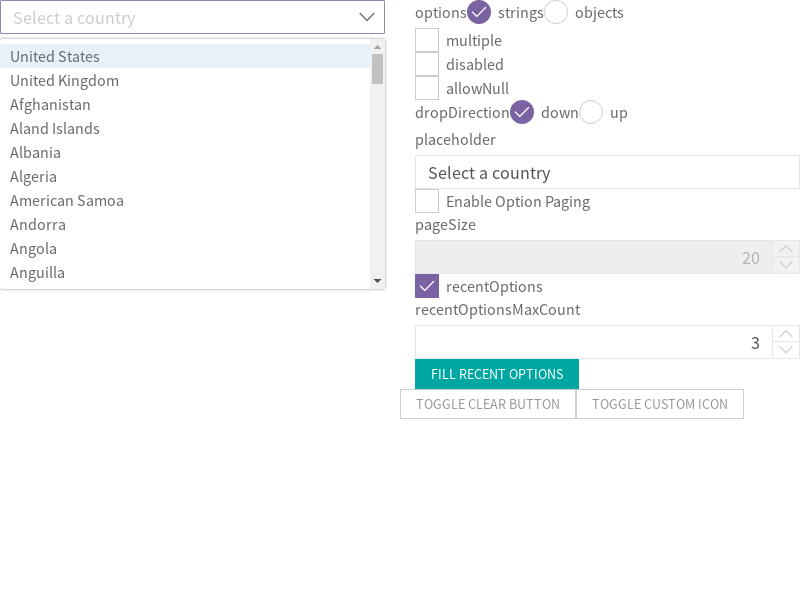 Select a country
United States
United Kingdom
Afghanistan
Aland Islands
Albania
Algeria
American Samoa
Andorra
Angola
Anguilla
options strings objects
multiple
disabled
allowNull
dropDirection down up
placeholder
Select a country
Enable Option Paging
pageSize
20
recentOptions
recentOptionsMaxCount
3
FILL RECENT OPTIONS
TOGGLE CLEAR BUTTON TOGGLE CUSTOM ICON